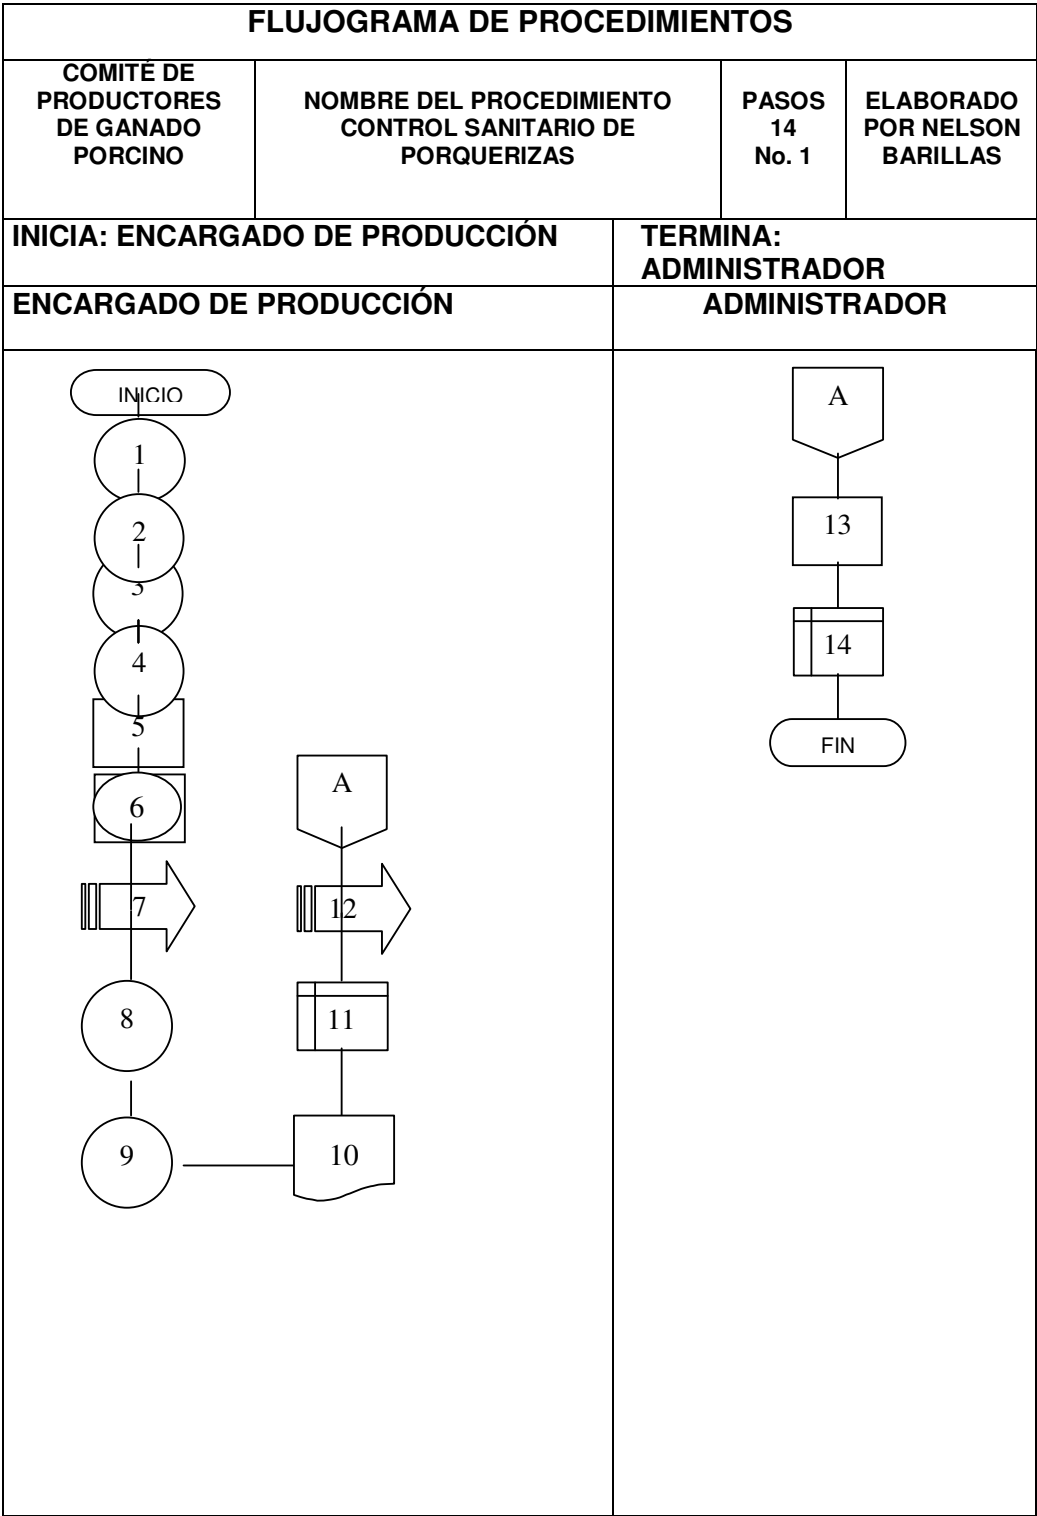 FLUJOGRAMA DE PROCEDIMIENTOS
COMITÉ DE
PRODUCTORES
DE GANADO
PORCINO
NOMBRE DEL PROCEDIMIENTO
CONTROL SANITARIO DE
PORQUERIZAS
PASOS
14
No. 1
ELABORADO
POR NELSON
BARILLAS
INICIA: ENCARGADO DE PRODUCCIÓN
TERMINA:
ADMINISTRADOR
ENCARGADO DE PRODUCCIÓN
ADMINISTRADOR
INICIO
1
2
3
4
5
6
7
8
9
10
11
12
A
A
13
14
FIN